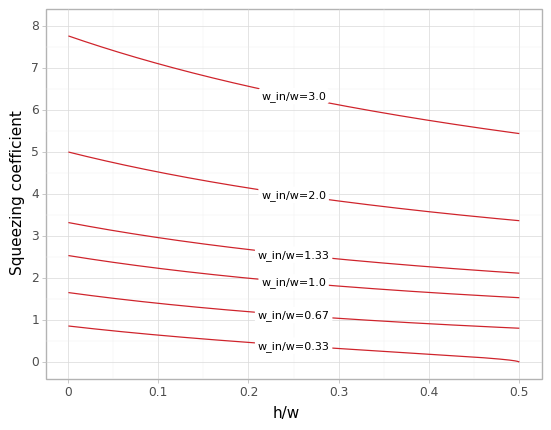 8
7
6
5
4
3
2
1
0
Squeezing coefficient
w_in/w=3.0
w_in/w=2.0
w_in/w=1.33
w_in/w=1.0
w_in/w=0.67
w_in/w=0.33
0 0.1 0.2 0.3 0.4 0.5
h/w